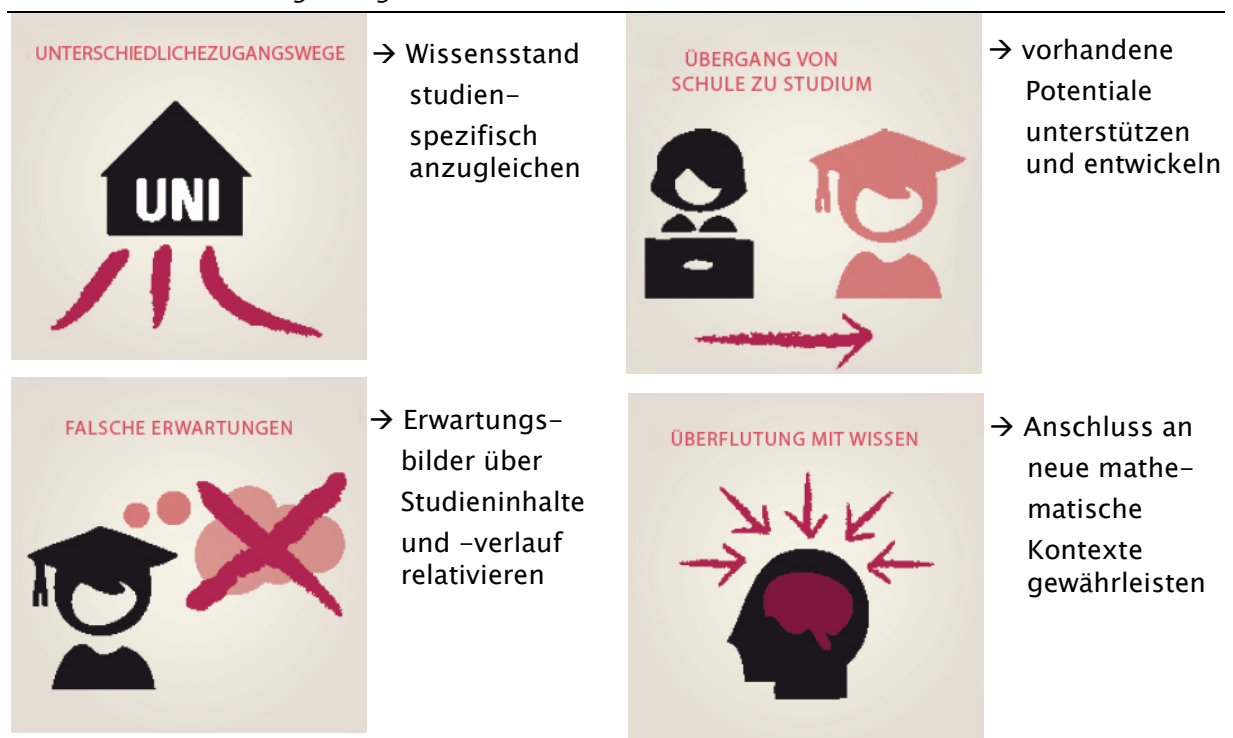 UNTERSCHIEDLICHEZUGANGSWEGE
→ Wissensstand
studien-
spezifisch
anzugleichen
UNI
ÜBERGANG VON
SCHULE ZU STUDIUM
→ vorhandene
Potentiale
unterstützen
und entwickeln
FALSCHE ERWARTUNGEN
→ Erwartungs-
bilder über
Studieninhalte
und -verlauf
relativieren
ÜBERFLUTUNG MIT WISSEN
→ Anschluss an
neue mathe-
matische
Kontexte
gewährleisten